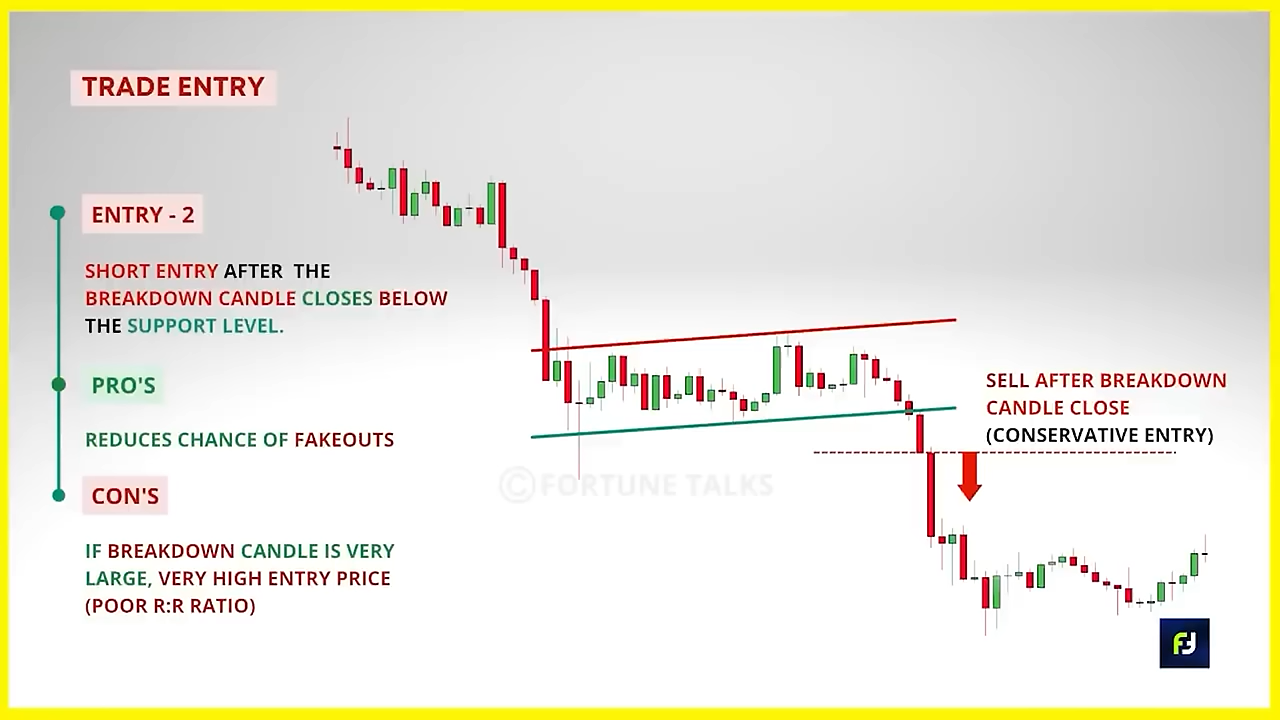 TRADE ENTRY
ENTRY - 2
SHORT ENTRY AFTER THE
BREAKDOWN CANDLE CLOSES BELOW
THE SUPPORT LEVEL.
PRO'S
REDUCES CHANCE OF FAKEOUTS
CON'S
IF BREAKDOWN CANDLE IS VERY
LARGE, VERY HIGH ENTRY PRICE
(POOR R:R RATIO)
SELL AFTER BREAKDOWN
CANDLE CLOSE
(CONSERVATIVE ENTRY)
© FORTUNE TALKS